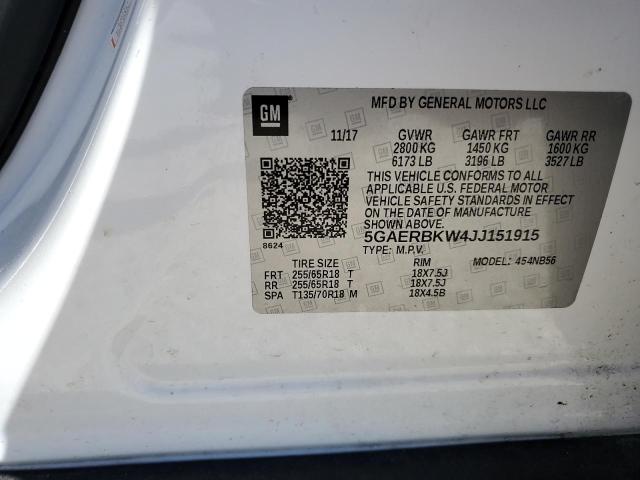 GM
MFD BY GENERAL MOTORS LLC
11/17 GVWR GAWR FRT GAWR RR
2800 KG 1450 KG 1600 KG
6173 LB 3196 LB 3527 LB
THIS VEHICLE CONFORMS TO ALL
APPLICABLE U.S. FEDERAL MOTOR
VEHICLE SAFETY STANDARDS IN EFFECT
ON THE DATE OF MANUFACTURE
SHOWN ABOVE.
8624
5GAERBKW4JJ151915
TYPE: M.P.V. MODEL: 454NB56
TIRE SIZE RIM
FRT 255/65R18 T 18X7.5J
RR 255/65R18 T 18X7.5J
SPA T135/70R18 M 18X4.5B